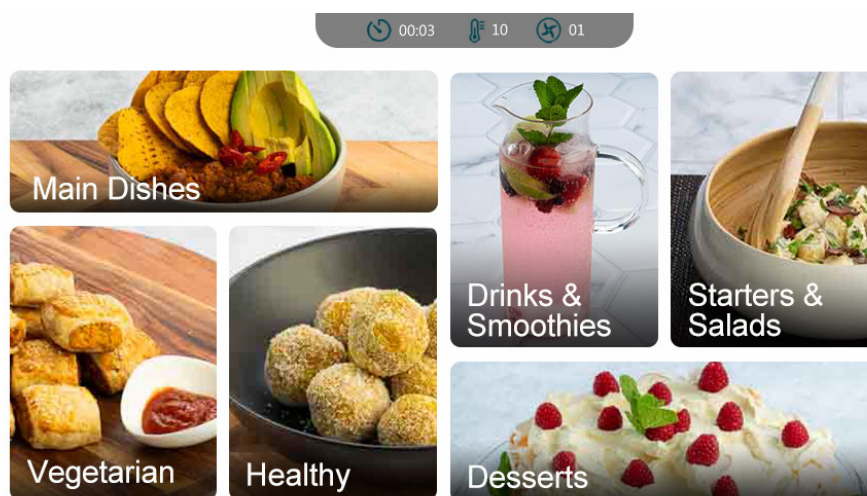 00:03 10 01
Main Dishes
Drinks &
Smoothies
Starters &
Salads
Vegetarian
Healthy
Desserts